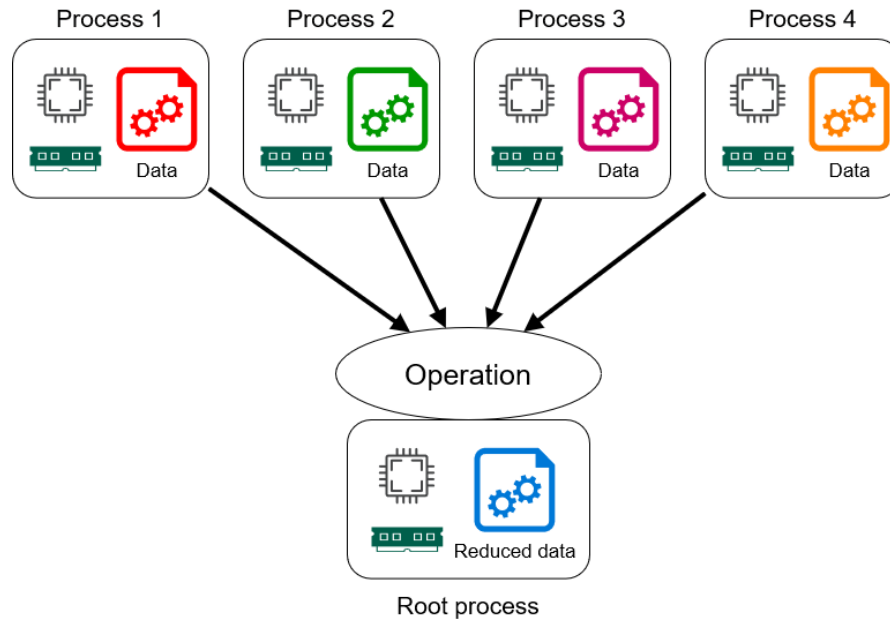 Process 1
Process 2
Process 3
Process 4
Data
Data
Data
Data
Operation
Reduced data
Root process